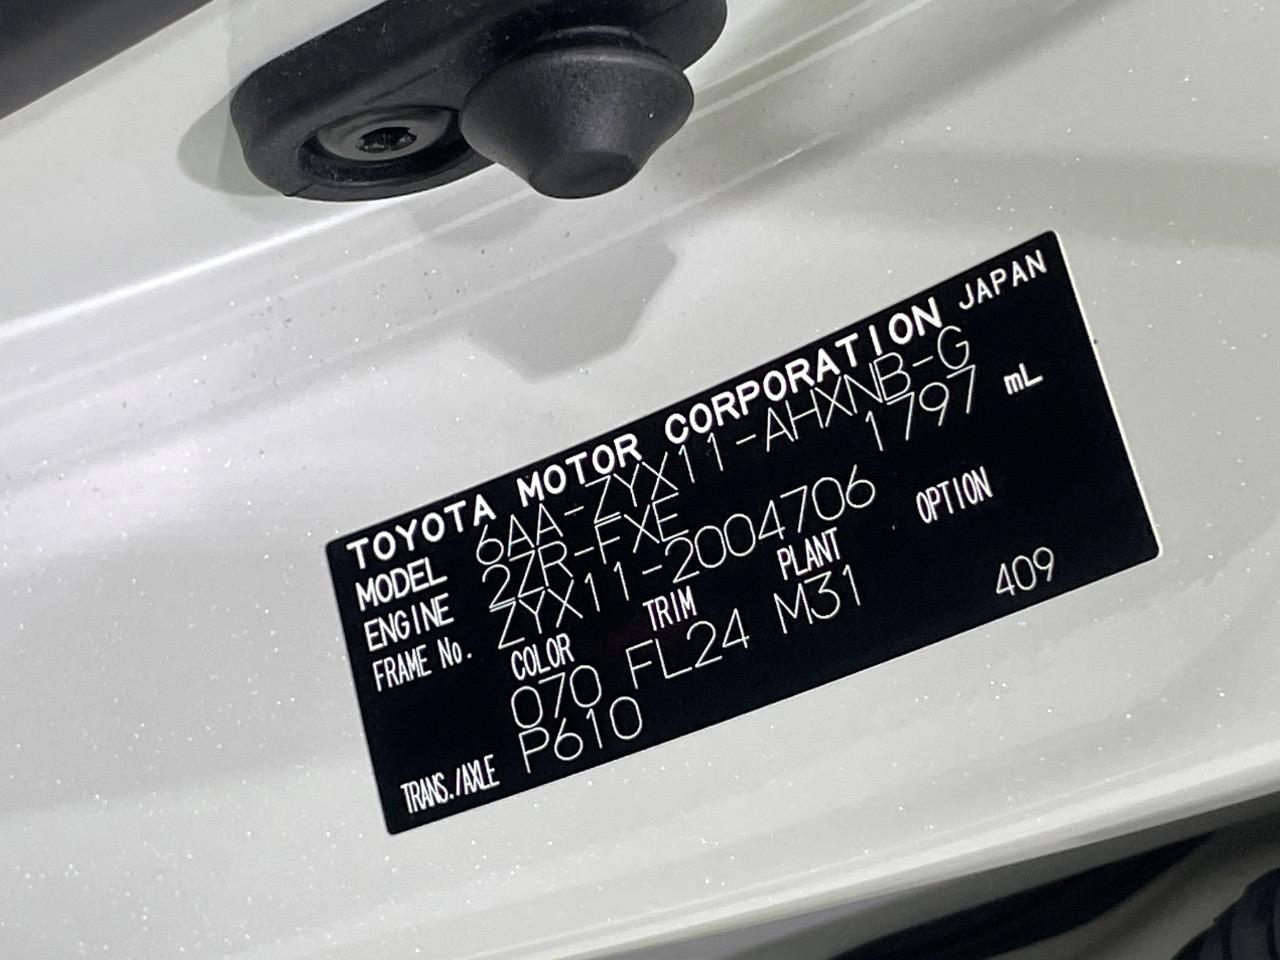 TOYOTA MOTOR CORPORATION JAPAN
MODEL 6AA-ZYX11-AHXNB-G
ENGINE 2ZR-FXE 1797 mL
FRAME No. ZYX11-2004706
COLOR TRIM PLANT OPTION
070 FL24 M31 409
TRANS./AXLE P610